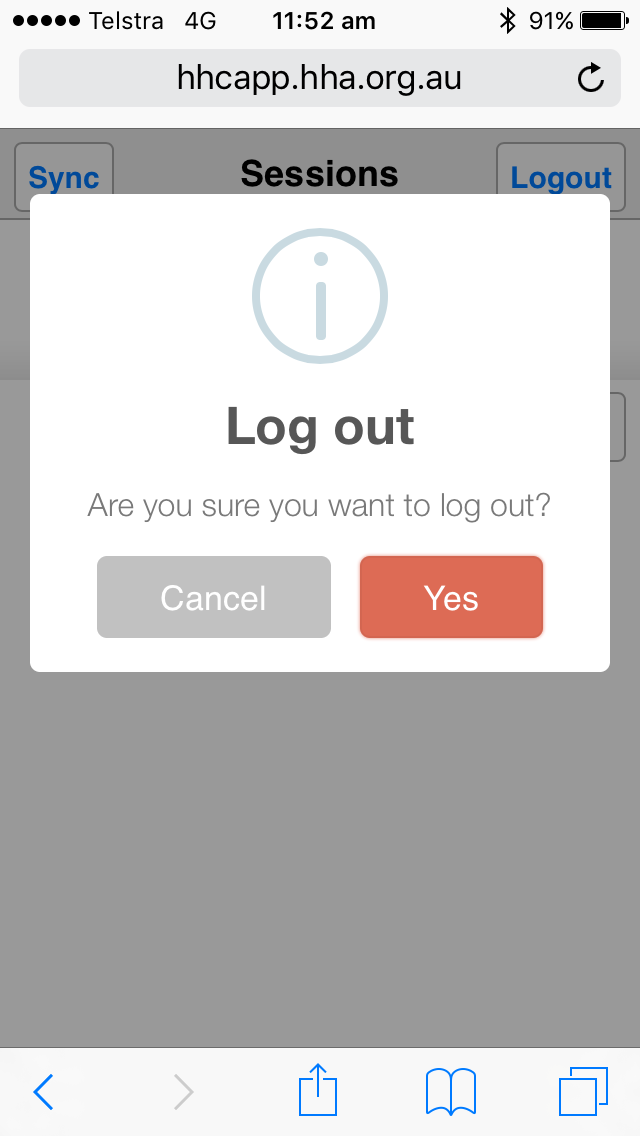 Telstra 4G 11:52 am 91%
hhcapp.hha.org.au
Sync Sessions Logout
Log out
Are you sure you want to log out?
Cancel Yes